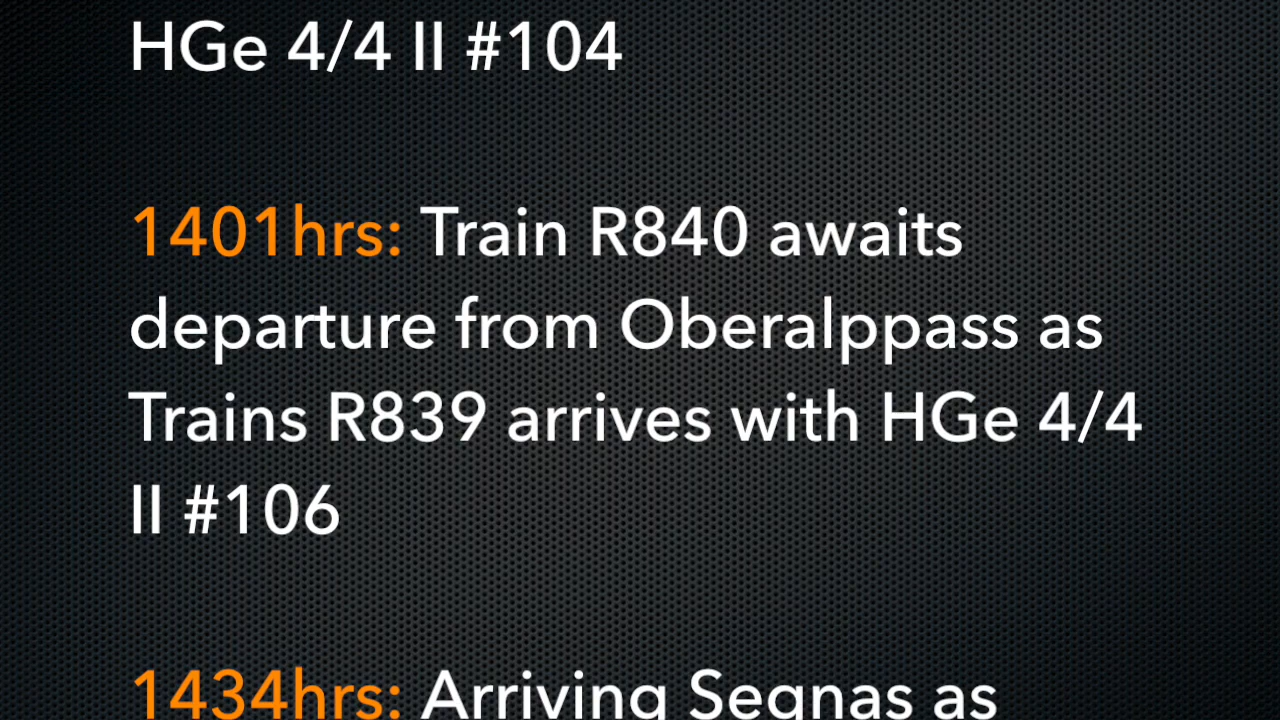 HGe 4/4 II #104
1401hrs: Train R840 awaits
departure from Oberalppass as
Trains R839 arrives with HGe 4/4
II #106
1434hrs: Arriving Segnas as